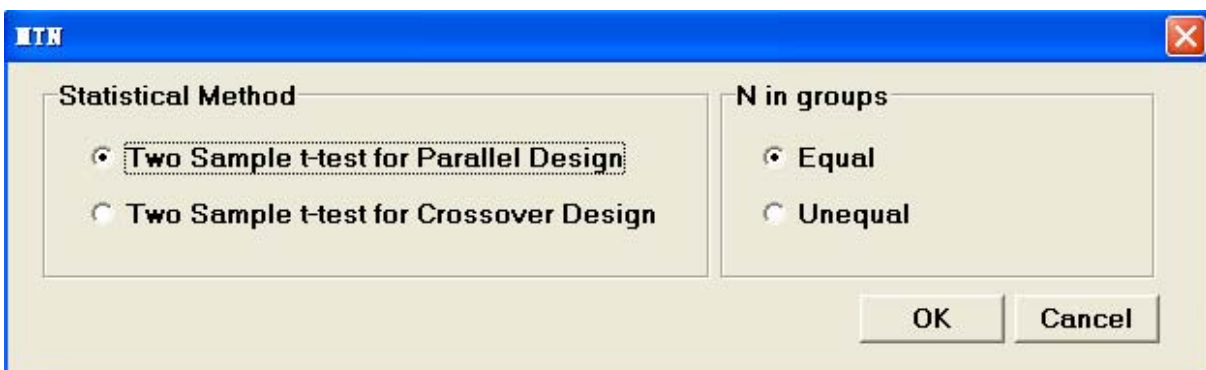 MTN
Statistical Method
Two Sample t-test for Parallel Design
Two Sample t-test for Crossover Design
N in groups
Equal
Unequal
OK
Cancel